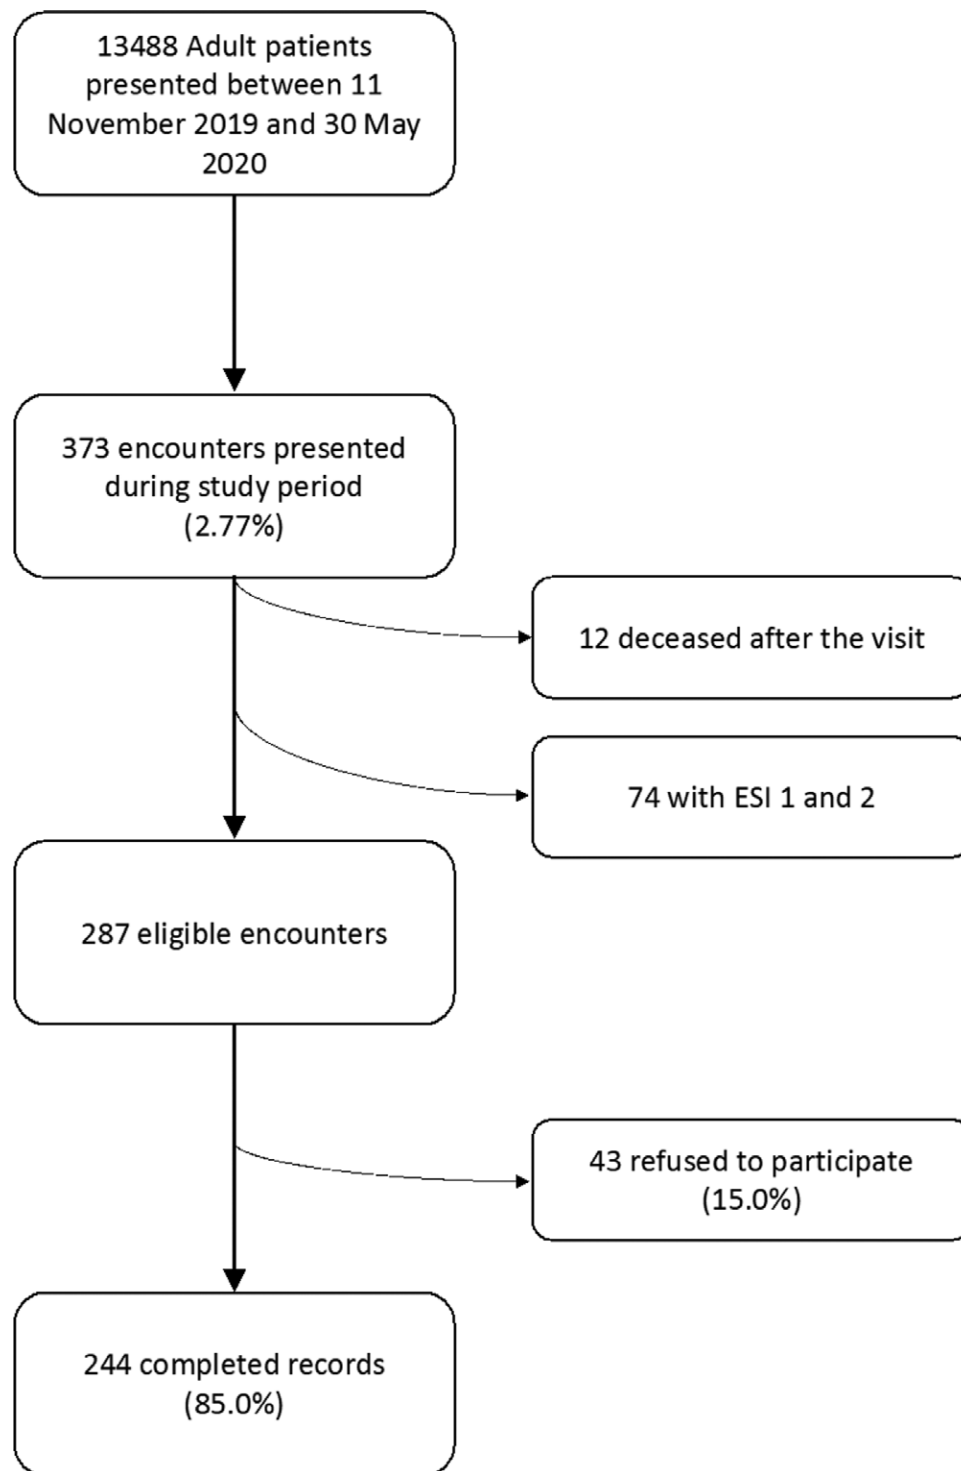 13488 Adult patients
presented between 11
November 2019 and 30 May
2020
373 encounters presented
during study period
(2.77%)
12 deceased after the visit
74 with ESI 1 and 2
287 eligible encounters
43 refused to participate
(15.0%)
244 completed records
(85.0%)